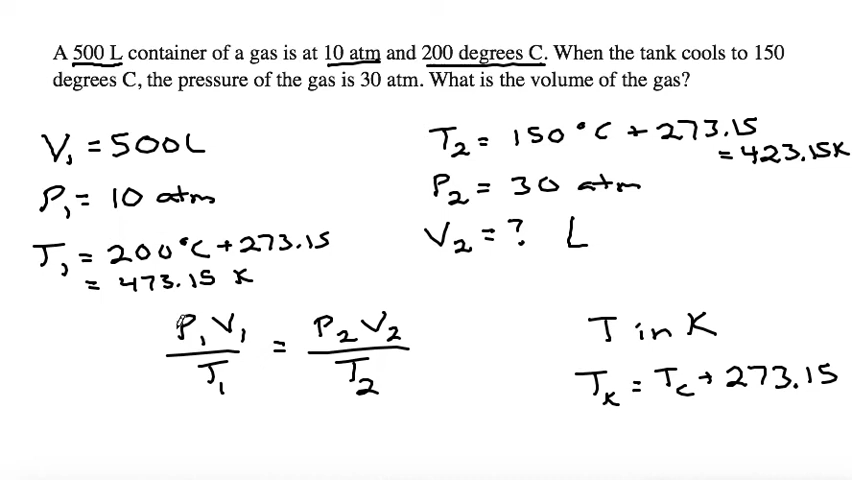 A 500 L container of a gas is at 10 atm and 200 degrees C. When the tank cools to 150
degrees C, the pressure of the gas is 30 atm. What is the volume of the gas?
V₁ = 500L
P₁ = 10 atm
T₁ = 200°C + 273.15
= 473.15 K
T₂ = 150°C + 273.15
= 423.15K
P₂ = 30 atm
V₂ = ? L
P₁V₁/T₁ = P₂V₂/T₂
T in K
Tₖ = T_C + 273.15